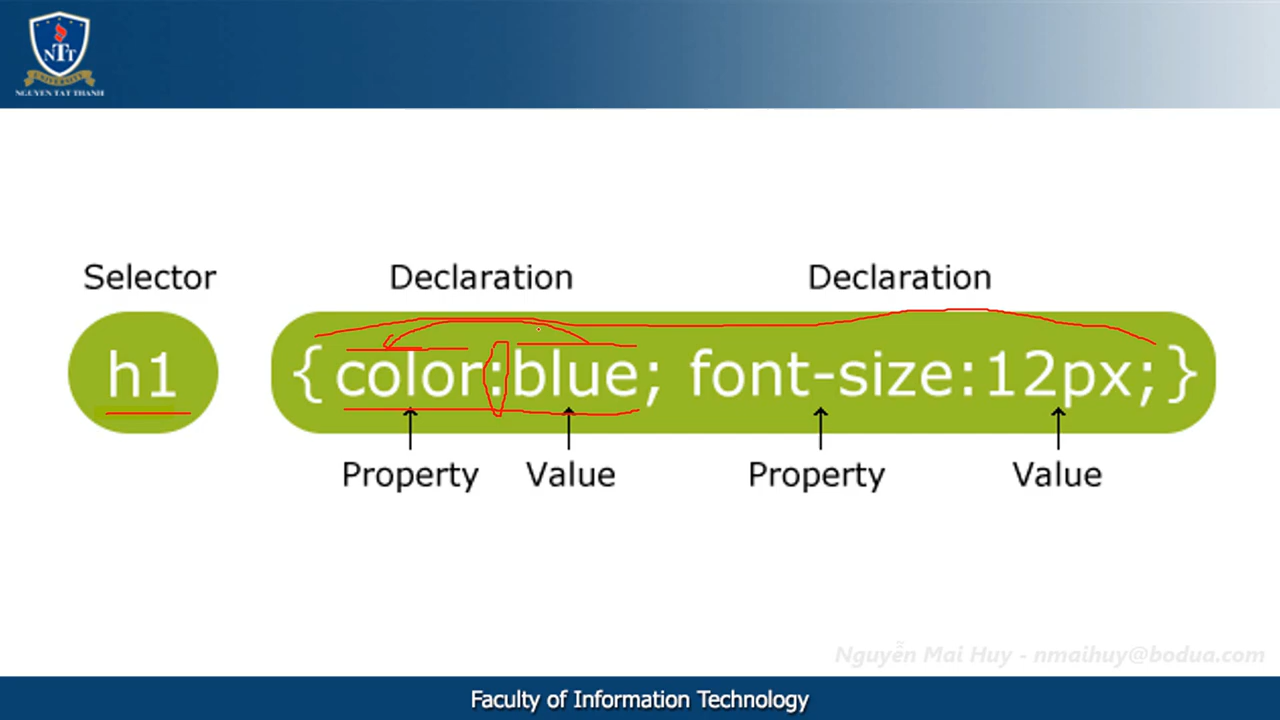 NTT
UNIVERSITY
NGUYEN TAT THANH
Selector Declaration Declaration
h1 {color:blue; font-size:12px;}
Property Value Property Value
Nguyễn Mai Huy - nmaihuy@bodua.com
Faculty of Information Technology